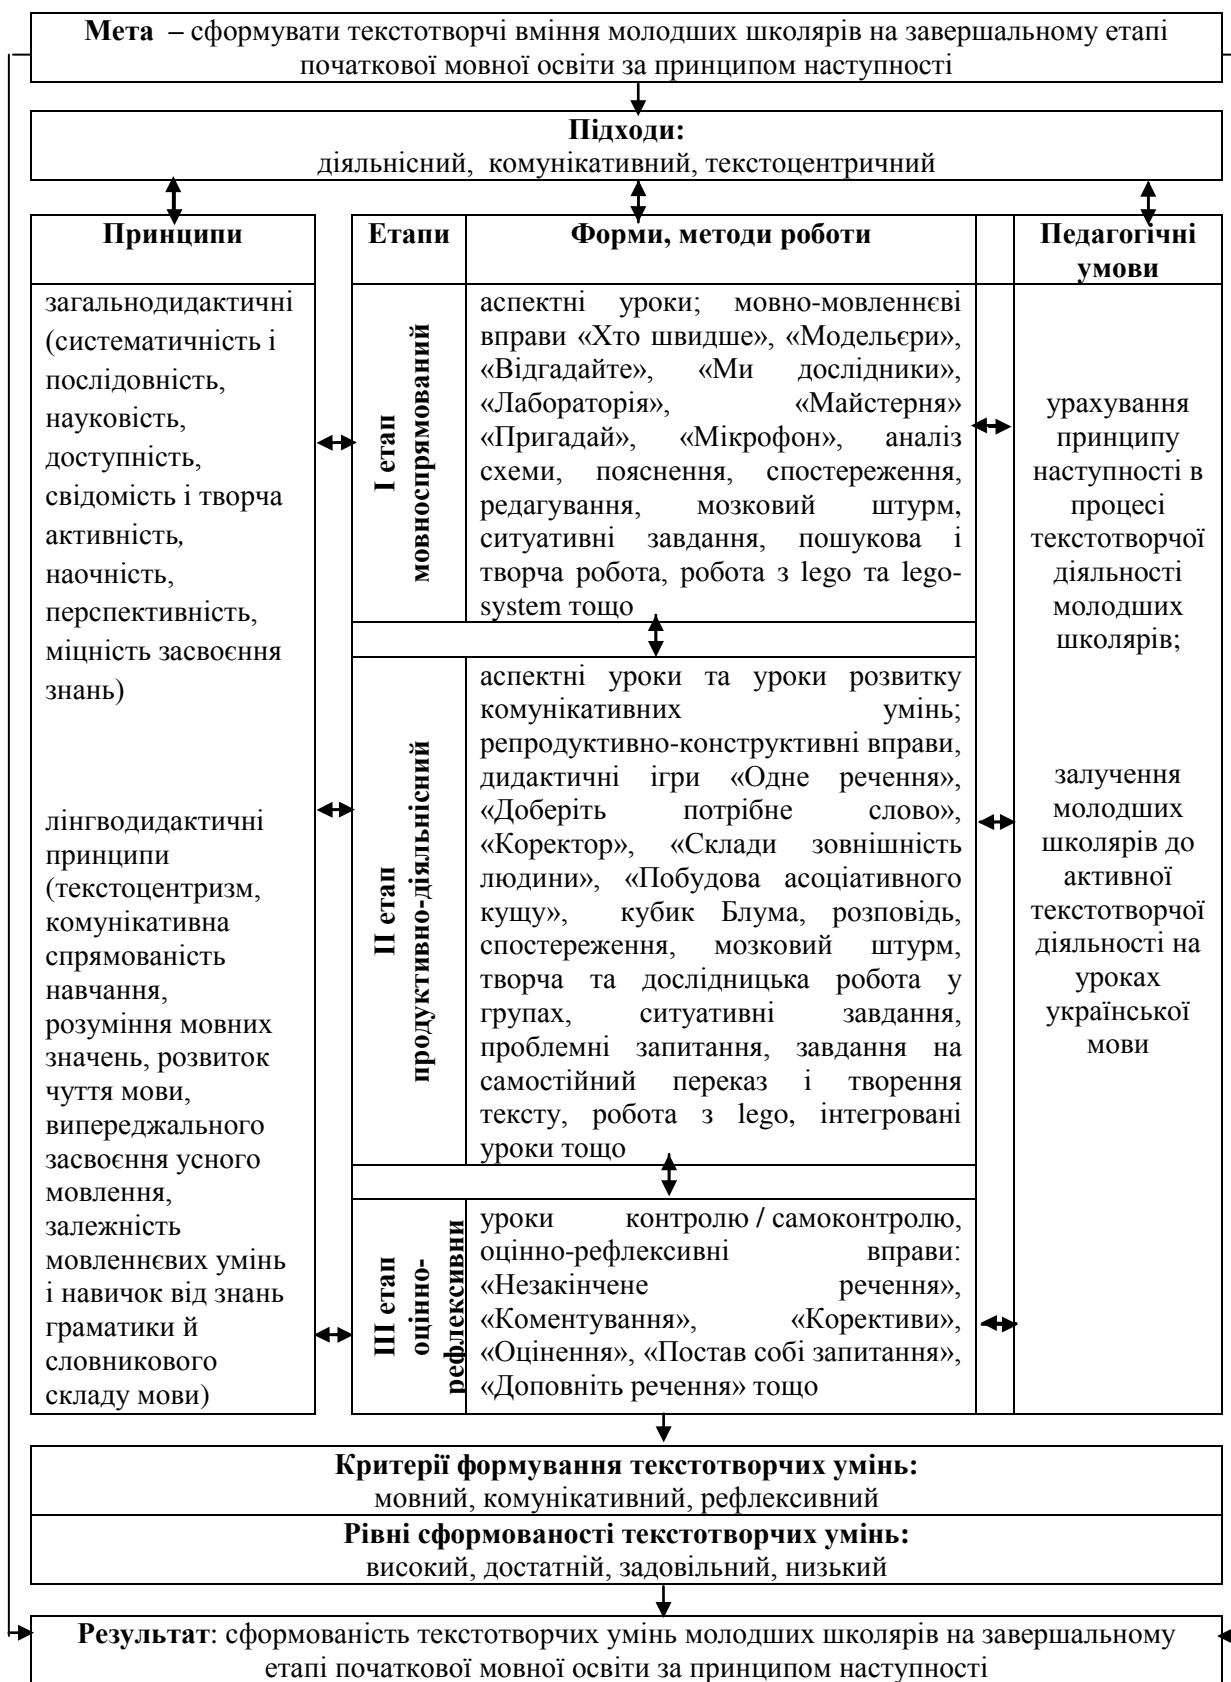 Мета – сформувати текстотворчі вміння молодших школярів на завершальному етапі
початкової мовної освіти за принципом наступності
Підходи:
діяльнісний, комунікативний, текстоцентричний
Принципи
загальнодидактичні
(систематичність і
послідовність,
науковість,
доступність,
свідомість і творча
активність,
наочність,
перспективність,
міцність засвоєння
знань)
лінгводидактичні
принципи
(текстоцентризм,
комунікативна
спрямованість
навчання,
розуміння мовних
значень, розвиток
чуття мови,
випереджального
засвоєння усного
мовлення,
залежність
мовленнєвих умінь
і навичок від знань
граматики й
словникового
складу мови)
Етапи
Форми, методи роботи
І етап
мовноспрямований
аспектні уроки; мовно-мовленнєві
вправи «Хто швидше», «Модельєри»,
«Відгадайте», «Ми дослідники»,
«Лабораторія», «Майстерня»
«Пригадай», «Мікрофон», аналіз
схеми, пояснення, спостереження,
редагування, мозковий штурм,
ситуативні завдання, пошукова і
творча робота, робота з lego та lego-
system тощо
ІІ етап
продуктивно-діяльнісний
аспектні уроки та уроки розвитку
комунікативних умінь;
репродуктивно-конструктивні вправи,
дидактичні ігри «Одне речення»,
«Доберіть потрібне слово»,
«Коректор», «Склади зовнішність
людини», «Побудова асоціативного
кущу», кубик Блума, розповідь,
спостереження, мозковий штурм,
творча та дослідницька робота у
групах, ситуативні завдання,
проблемні запитання, завдання на
самостійний переказ і творення
тексту, робота з lego, інтегровані
уроки тощо
ІІІ етап
оцінно-
рефлексивни
уроки контролю / самоконтролю,
оцінно-рефлексивні вправи:
«Незакінчене речення»,
«Коментування», «Корективи»,
«Оцінення», «Постав собі запитання»,
«Доповніть речення» тощо
Педагогічні
умови
урахування
принципу
наступності в
процесі
текстотворчої
діяльності
молодших
школярів;
залучення
молодших
школярів до
активної
текстотворчої
діяльності на
уроках
української
мови
Критерії формування текстотворчих умінь:
мовний, комунікативний, рефлексивний
Рівні сформованості текстотворчих умінь:
високий, достатній, задовільний, низький
Результат: сформованість текстотворчих умінь молодших школярів на завершальному
етапі початкової мовної освіти за принципом наступності